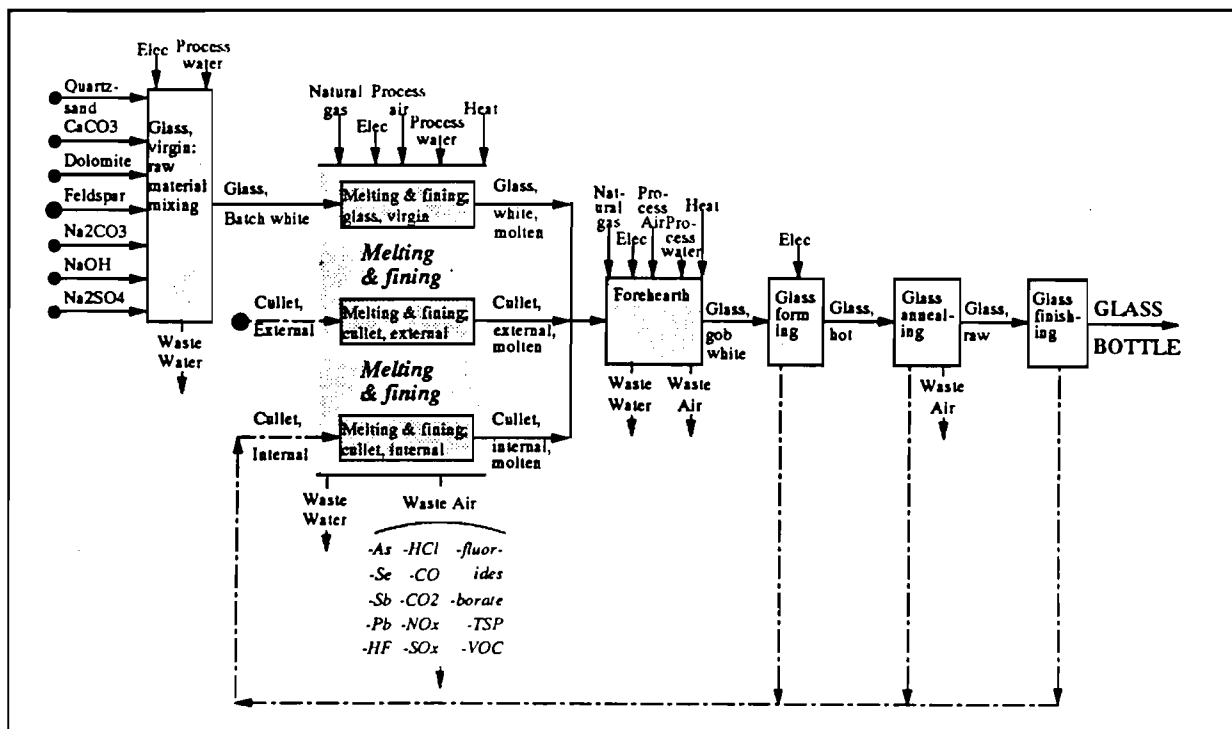 Elec Process
water
Quartz-
sand
CaCO3
Dolomite
Feldspar
Na2CO3
NaOH
Na2SO4
Glass,
virgin:
raw
material
mixing
Waste
Water
Glass,
Batch white
Natural Process
gas air
Heat
Elec
Process
water
Melting & fining;
glass, virgin
Glass,
white,
molten
Melting
& fining
Cullet,
External
Melting & fining;
cullet, external
Cullet,
external,
molten
Melting
& fining
Cullet,
Internal
Melting & fining;
cullet, internal
Cullet,
internal,
molten
Waste
Water
Waste Air
-As -HCl -fluor-
-Se -CO ides
-Sb -CO2 -borate
-Pb -NOx -TSP
-HF -SOx -VOC
Nat-
ural
gas
Pro-
cess
Air
Elec
Pro-
cess
water
Heat
Forehearth
Waste
Water
Waste
Air
Glass,
gob
white
Elec
Glass
form
ing
Glass,
hot
Glass
anneal-
ing
Waste
Air
Glass,
raw
Glass
finish-
ing
GLASS
BOTTLE